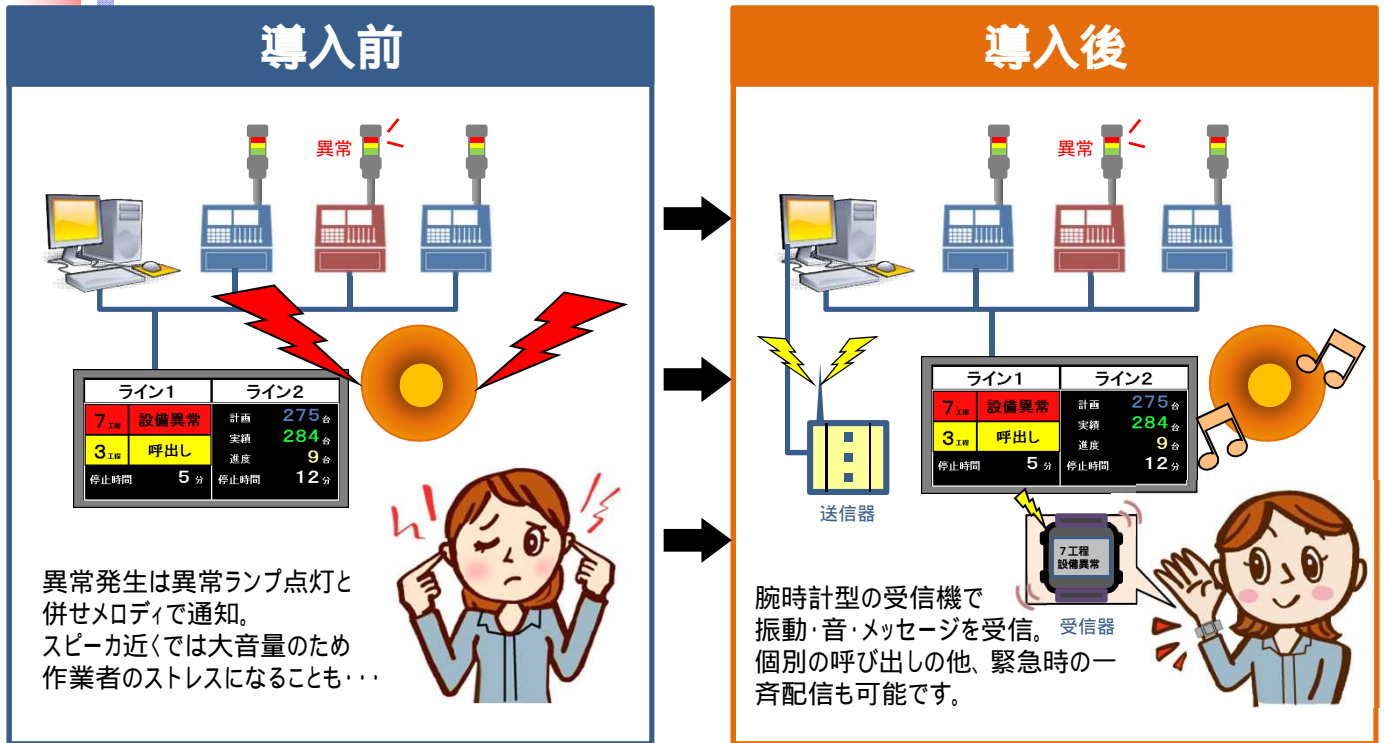 導入前
異常
ライン1 ライン2
7工程 設備異常 計画 275台
実績 284台
3工程 呼出し 進度 9台
停止時間 5分 停止時間 12分
異常発生は異常ランプ点灯と
併せメロディで通知。
スピーカ近くでは大音量のため
作業者のストレスになることも・・・
導入後
異常
ライン1 ライン2
7工程 設備異常 計画 275台
実績 284台
3工程 呼出し 進度 9台
停止時間 5分 停止時間 12分
送信器
7工程
設備異常
受信器
腕時計型の受信機で
振動・音・メッセージを受信。
個別の呼び出しの他、緊急時の一
斉配信も可能です。